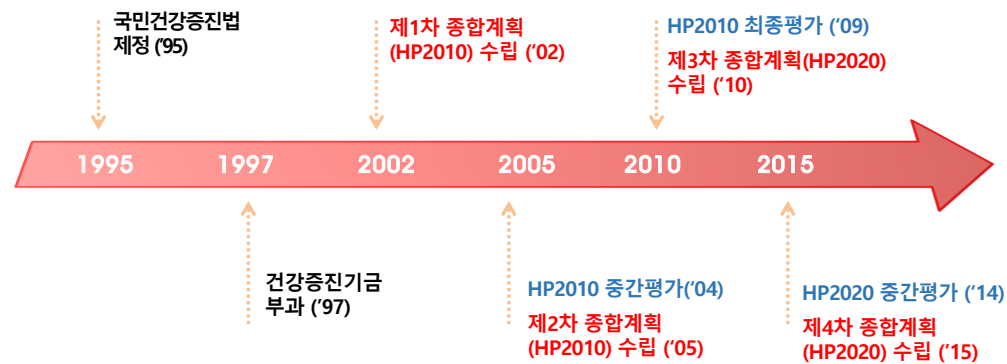 국민건강증진법
제정 ('95)
제1차 종합계획
(HP2010) 수립 ('02)
HP2010 최종평가 ('09)
제3차 종합계획(HP2020)
수립 ('10)
1995 1997 2002 2005 2010 2015
건강증진기금
부과 ('97)
HP2010 중간평가('04)
제2차 종합계획
(HP2010) 수립 ('05)
HP2020 중간평가 ('14)
제4차 종합계획
(HP2020) 수립 ('15)